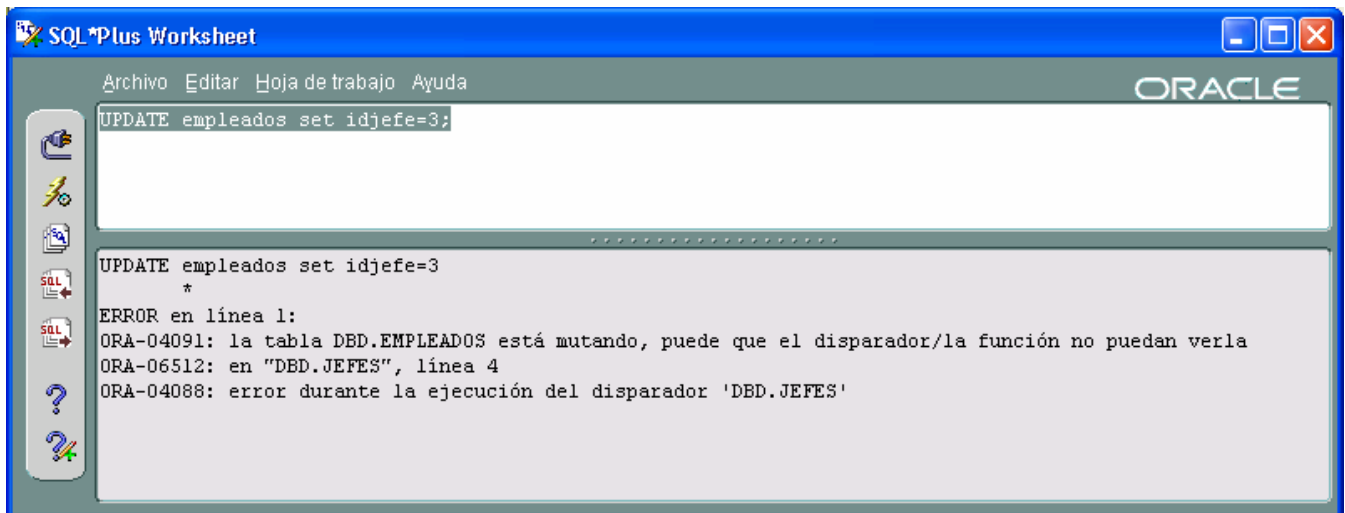 SQL*Plus Worksheet
Archivo Editar Hoja de trabajo Ayuda
ORACLE
UPDATE empleados set idjefe=3;
UPDATE empleados set idjefe=3
*
ERROR en línea 1:
ORA-04091: la tabla DBD.EMPLEADOS está mutando, puede que el disparador/la función no puedan verla
ORA-06512: en "DBD.JEFES", línea 4
ORA-04088: error durante la ejecución del disparador 'DBD.JEFES'
SQL
SQL